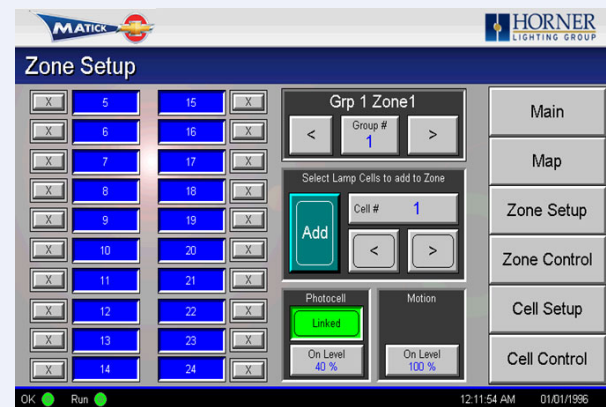 MATICK
HORNER
LIGHTING GROUP
Zone Setup
X 5 15 X
X 6 16 X
X 7 17 X
X 8 18 X
X 9 19 X
X 10 20 X
X 11 21 X
X 12 22 X
X 13 23 X
X 14 24 X
Grp 1 Zone1
<
Group #
1
>
Select Lamp Cells to add to Zone
Add
Cell # 1
< >
Photocell
Linked
On Level
40 %
Motion
On Level
100 %
Main
Map
Zone Setup
Zone Control
Cell Setup
Cell Control
OK Run 12:11:54 AM 01/01/1996